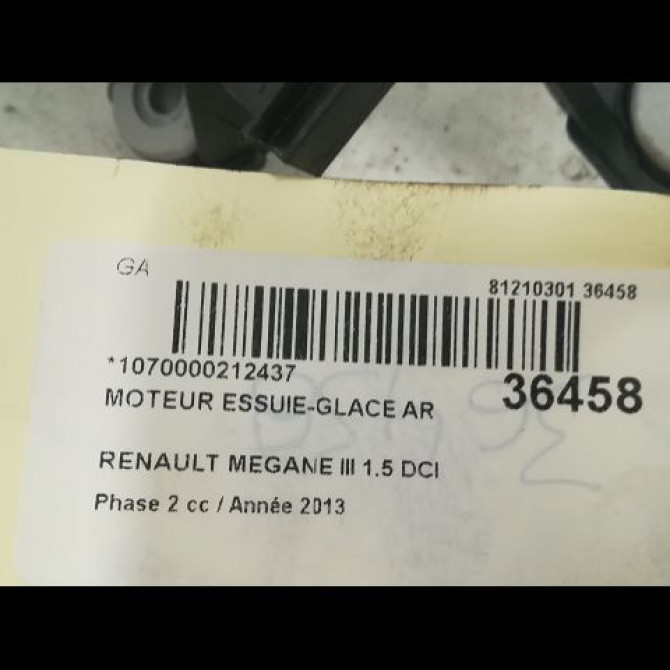 GA
81210301 36458
*1070000212437
36458
MOTEUR ESSUIE-GLACE AR
RENAULT MEGANE III 1.5 DCI
Phase 2 cc / Année 2013